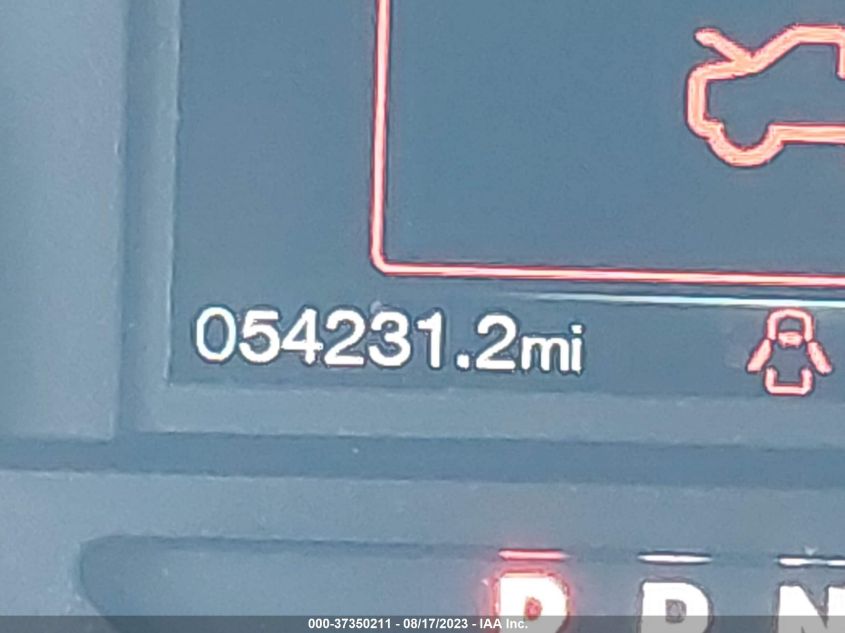 054231.2mi
P R N
000-37350211 - 08/17/2023 - IAA Inc.